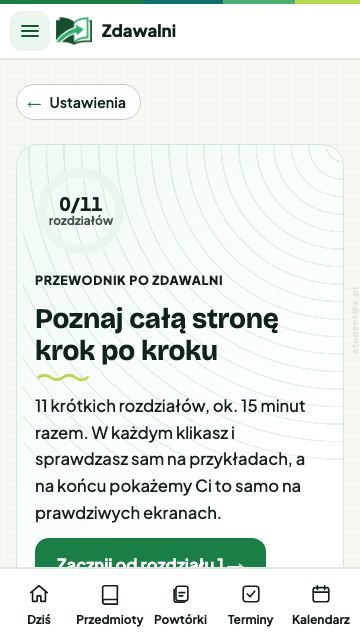 Zdawalni
← Ustawienia
0/11
rozdziałów
PRZEWODNIK PO ZDAWALNI
Poznaj całą stronę
krok po kroku
11 krótkich rozdziałów, ok. 15 minut
razem. W każdym klikasz i
sprawdzasz sam na przykładach, a
na końcu pokażemy Ci to samo na
prawdziwych ekranach.
Zacznij od rozdziału 1 →
student@x.pl
Dziś Przedmioty Powtórki Terminy Kalendarz